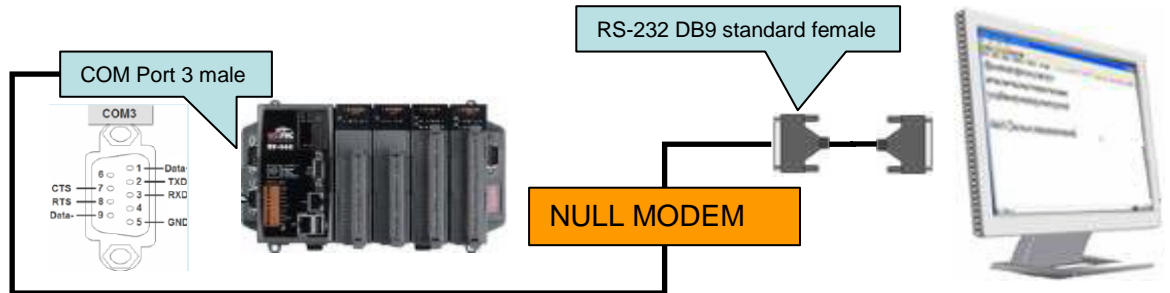 RS-232 DB9 standard female
COM Port 3 male
COM3
6
1
Data-
CTS
7
2
TXD
RTS
8
3
RXD
Data-
9
4
5
GND
NULL MODEM